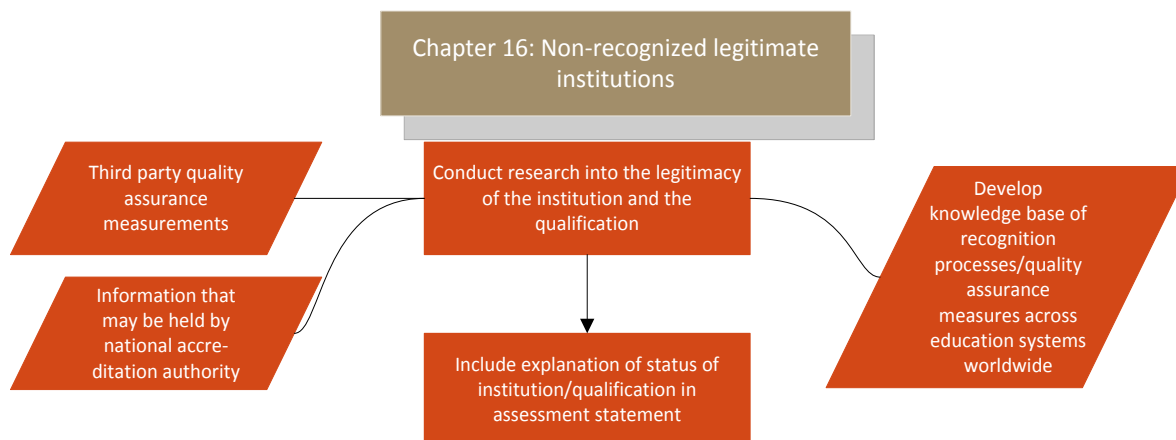 Chapter 16: Non-recognized legitimate
institutions
Third party quality
assurance
measurements
Conduct research into the legitimacy
of the institution and the
qualification
Develop
knowledge base of
recognition
processes/quality
assurance
measures across
education systems
worldwide
Information that
may be held by
national accre-
ditation authority
Include explanation of status of
institution/qualification in
assessment statement